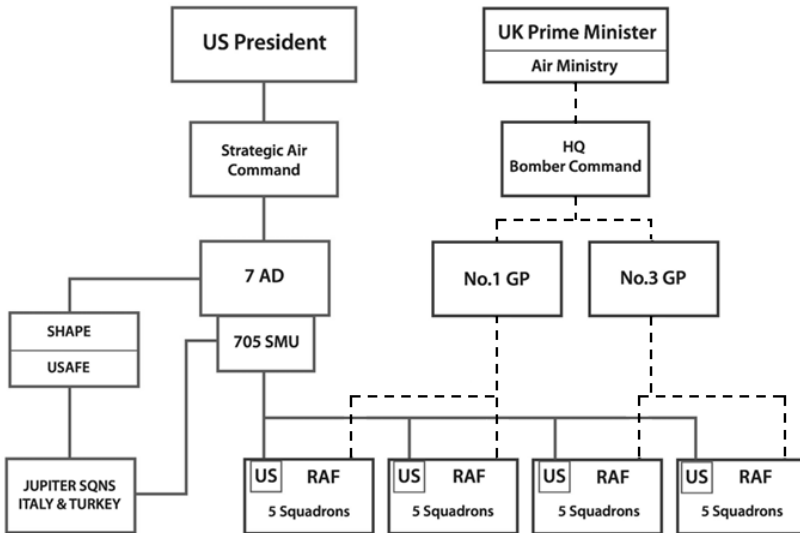 US President
UK Prime Minister
Air Ministry
Strategic Air
Command
HQ
Bomber Command
7 AD
No.1 GP
No.3 GP
SHAPE
USAFE
705 SMU
JUPITER SQNS
ITALY & TURKEY
US RAF
5 Squadrons
US RAF
5 Squadrons
US RAF
5 Squadrons
US RAF
5 Squadrons